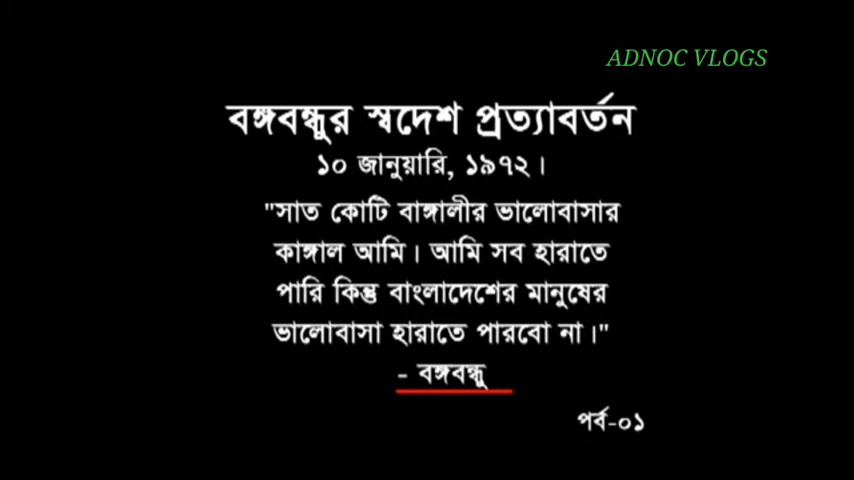 ADNOC VLOGS
বঙ্গবন্ধুর স্বদেশ প্রত্যাবর্তন
১০ জানুয়ারি, ১৯৭২।
"সাত কোটি বাঙ্গালীর ভালোবাসার
কাঙ্গাল আমি। আমি সব হারাতে
পারি কিন্তু বাংলাদেশের মানুষের
ভালোবাসা হারাতে পারবো না।"
- বঙ্গবন্ধু
পর্ব-০১